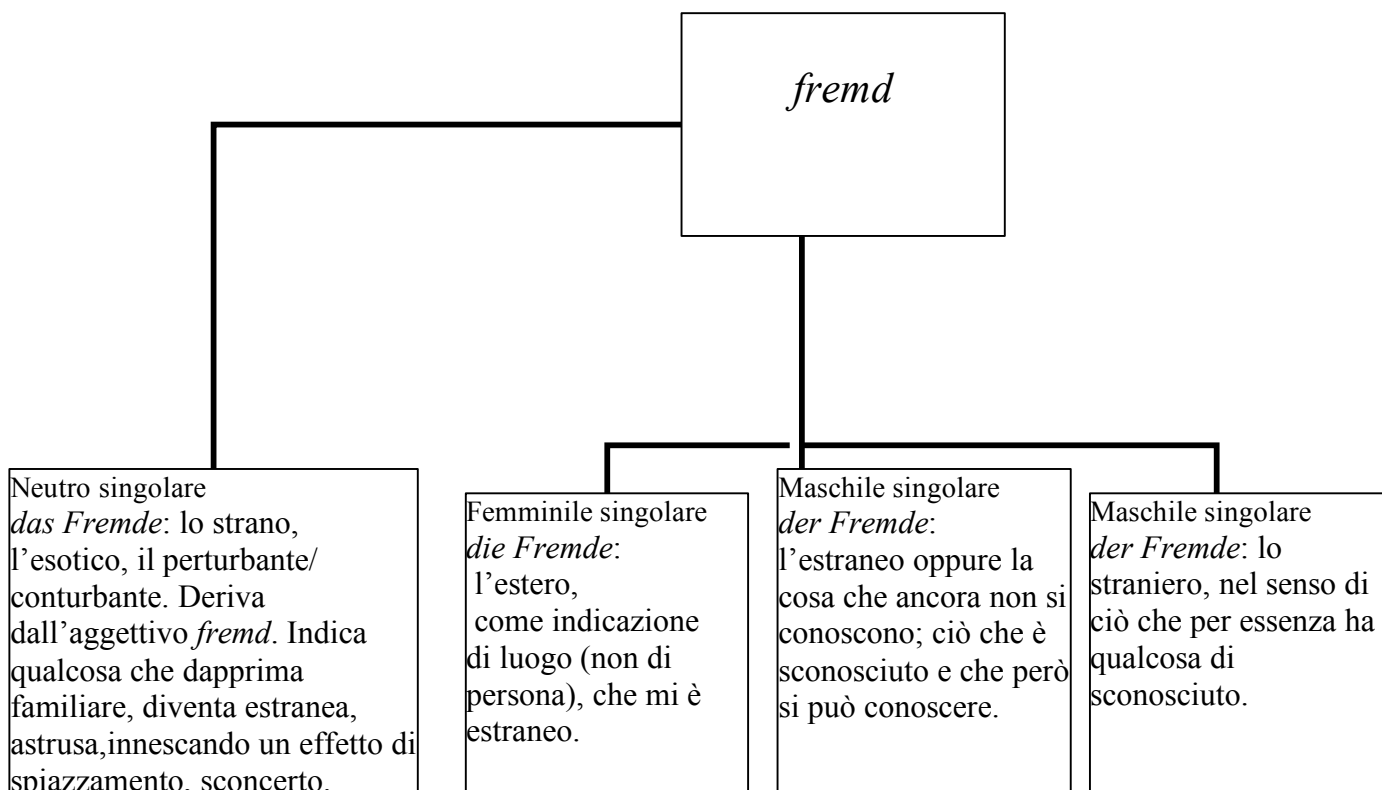 fremd
Neutro singolare
das Fremde: lo strano,
l’esotico, il perturbante/
conturbante. Deriva
dall’aggettivo fremd. Indica
qualcosa che dapprima
familiare, diventa estranea,
astrusa,innescando un effetto di
spiazzamento, sconcerto.
Femminile singolare
die Fremde:
l’estero,
come indicazione
di luogo (non di
persona), che mi è
estraneo.
Maschile singolare
der Fremde:
l’estraneo oppure la
cosa che ancora non si
conoscono; ciò che è
sconosciuto e che però
si può conoscere.
Maschile singolare
der Fremde: lo
straniero, nel senso di
ciò che per essenza ha
qualcosa di
sconosciuto.